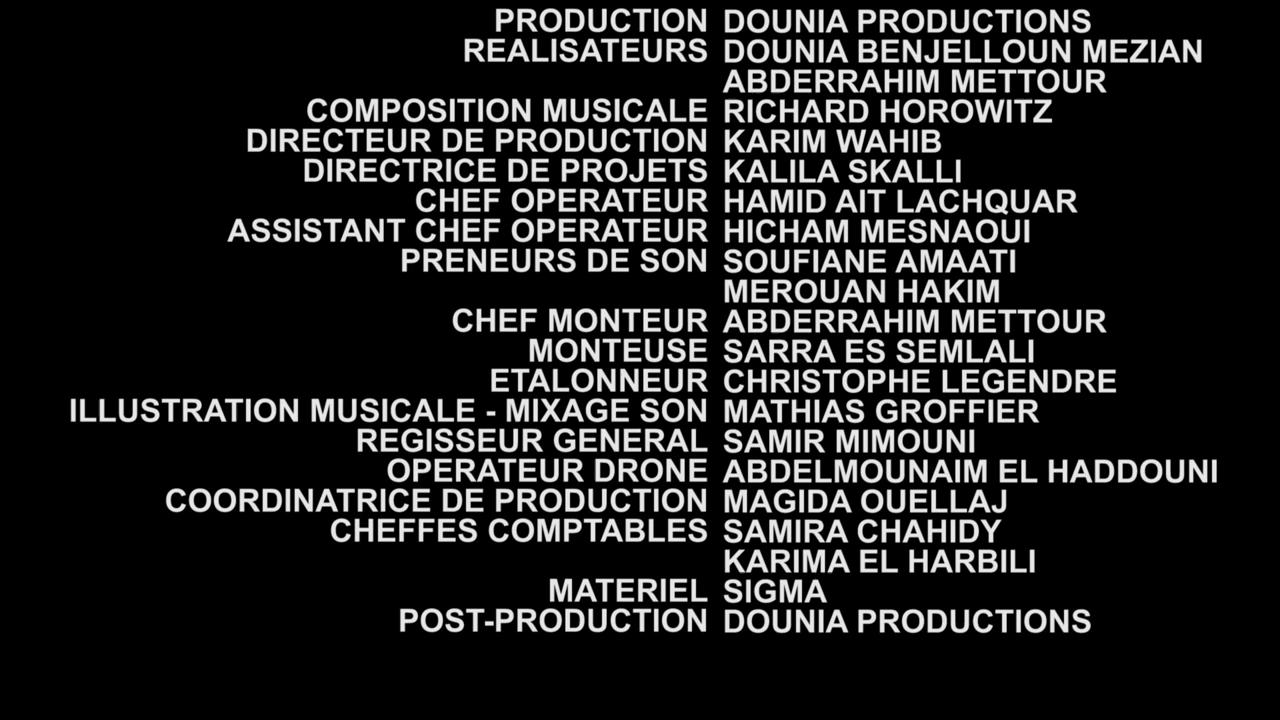 PRODUCTION DOUNIA PRODUCTIONS
REALISATEURS DOUNIA BENJELLOUN MEZIAN
ABDERRAHIM METTOUR
COMPOSITION MUSICALE RICHARD HOROWITZ
DIRECTEUR DE PRODUCTION KARIM WAHIB
DIRECTRICE DE PROJETS KALILA SKALLI
CHEF OPERATEUR HAMID AIT LACHQUAR
ASSISTANT CHEF OPERATEUR HICHAM MESNAOUI
PRENEURS DE SON SOUFIANE AMAATI
MEROUAN HAKIM
CHEF MONTEUR ABDERRAHIM METTOUR
MONTEUSE SARRA ES SEMLALI
ETALONNEUR CHRISTOPHE LEGENDRE
ILLUSTRATION MUSICALE - MIXAGE SON MATHIAS GROFFIER
REGISSEUR GENERAL SAMIR MIMOUNI
OPERATEUR DRONE ABDELMOUNAIM EL HADDOUNI
COORDINATRICE DE PRODUCTION MAGIDA OUELLAJ
CHEFFES COMPTABLES SAMIRA CHAHIDY
KARIMA EL HARBILI
MATERIEL SIGMA
POST-PRODUCTION DOUNIA PRODUCTIONS